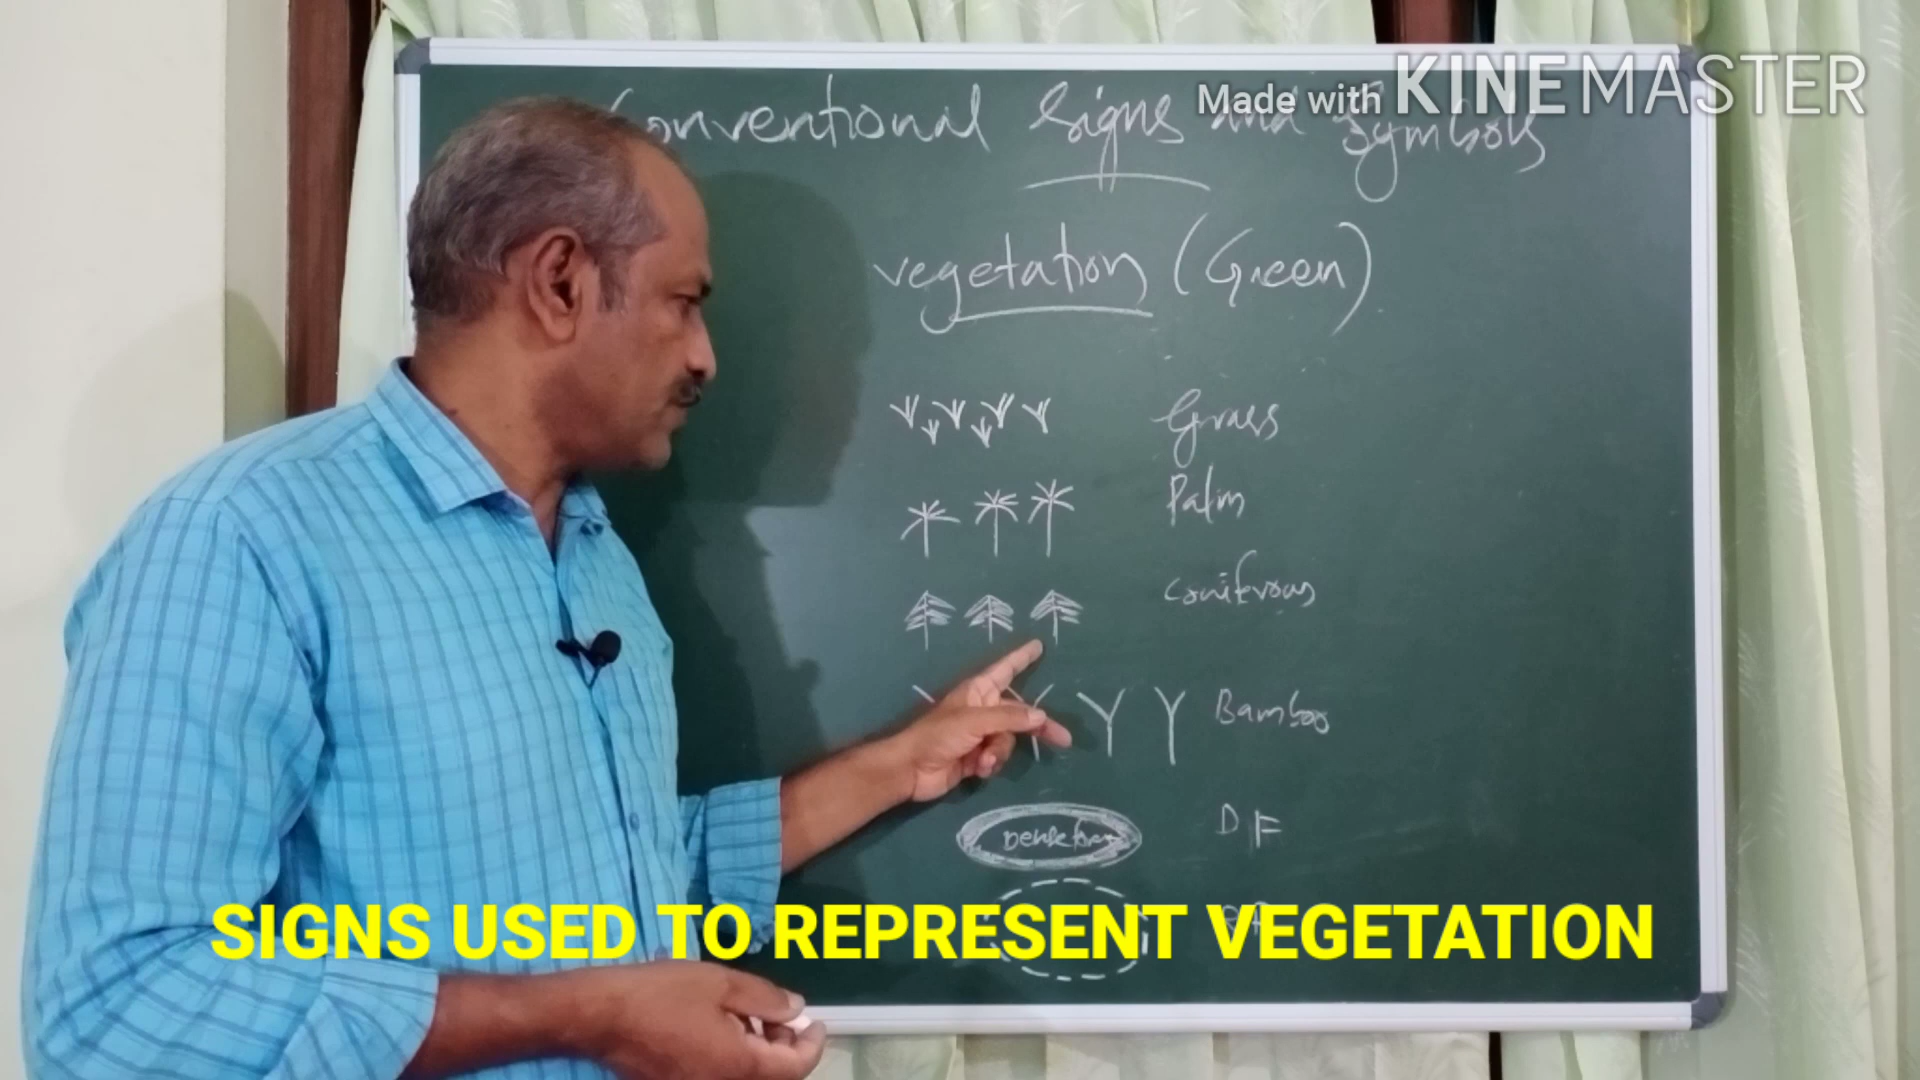 Made with KINEMASTER
Conventional Signs and Symbols
vegetation (Green)
Grass
Palm
Coniferous
Bamboo
Dense
D F
SIGNS USED TO REPRESENT VEGETATION